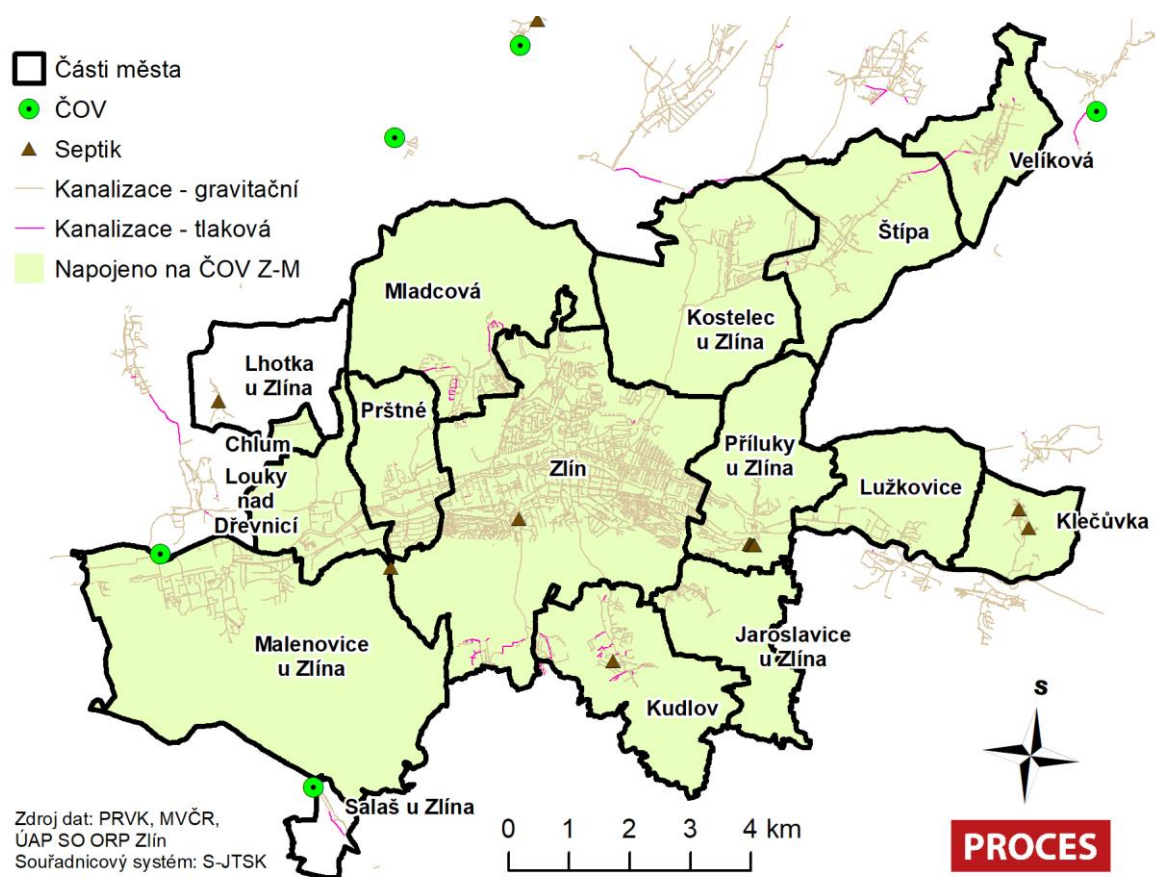 Části města
ČOV
Septik
Kanalizace - gravitační
Kanalizace - tlaková
Napojeno na ČOV Z-M
Velíková
Štípa
Mladcová
Kostelec
u Zlína
Lhotka
u Zlína
Prštné
Chlum
Příluky
u Zlína
Zlín
Louky
nad
Dřevnicí
Lužkovice
Klečůvka
Malenovice
u Zlína
Jaroslavice
u Zlína
Kudlov
Salaš u Zlína
S
Zdroj dat: PRVK, MVČR,
ÚAP SO ORP Zlín
Souřadnicový systém: S-JTSK
0 1 2 3 4 km
PROCES